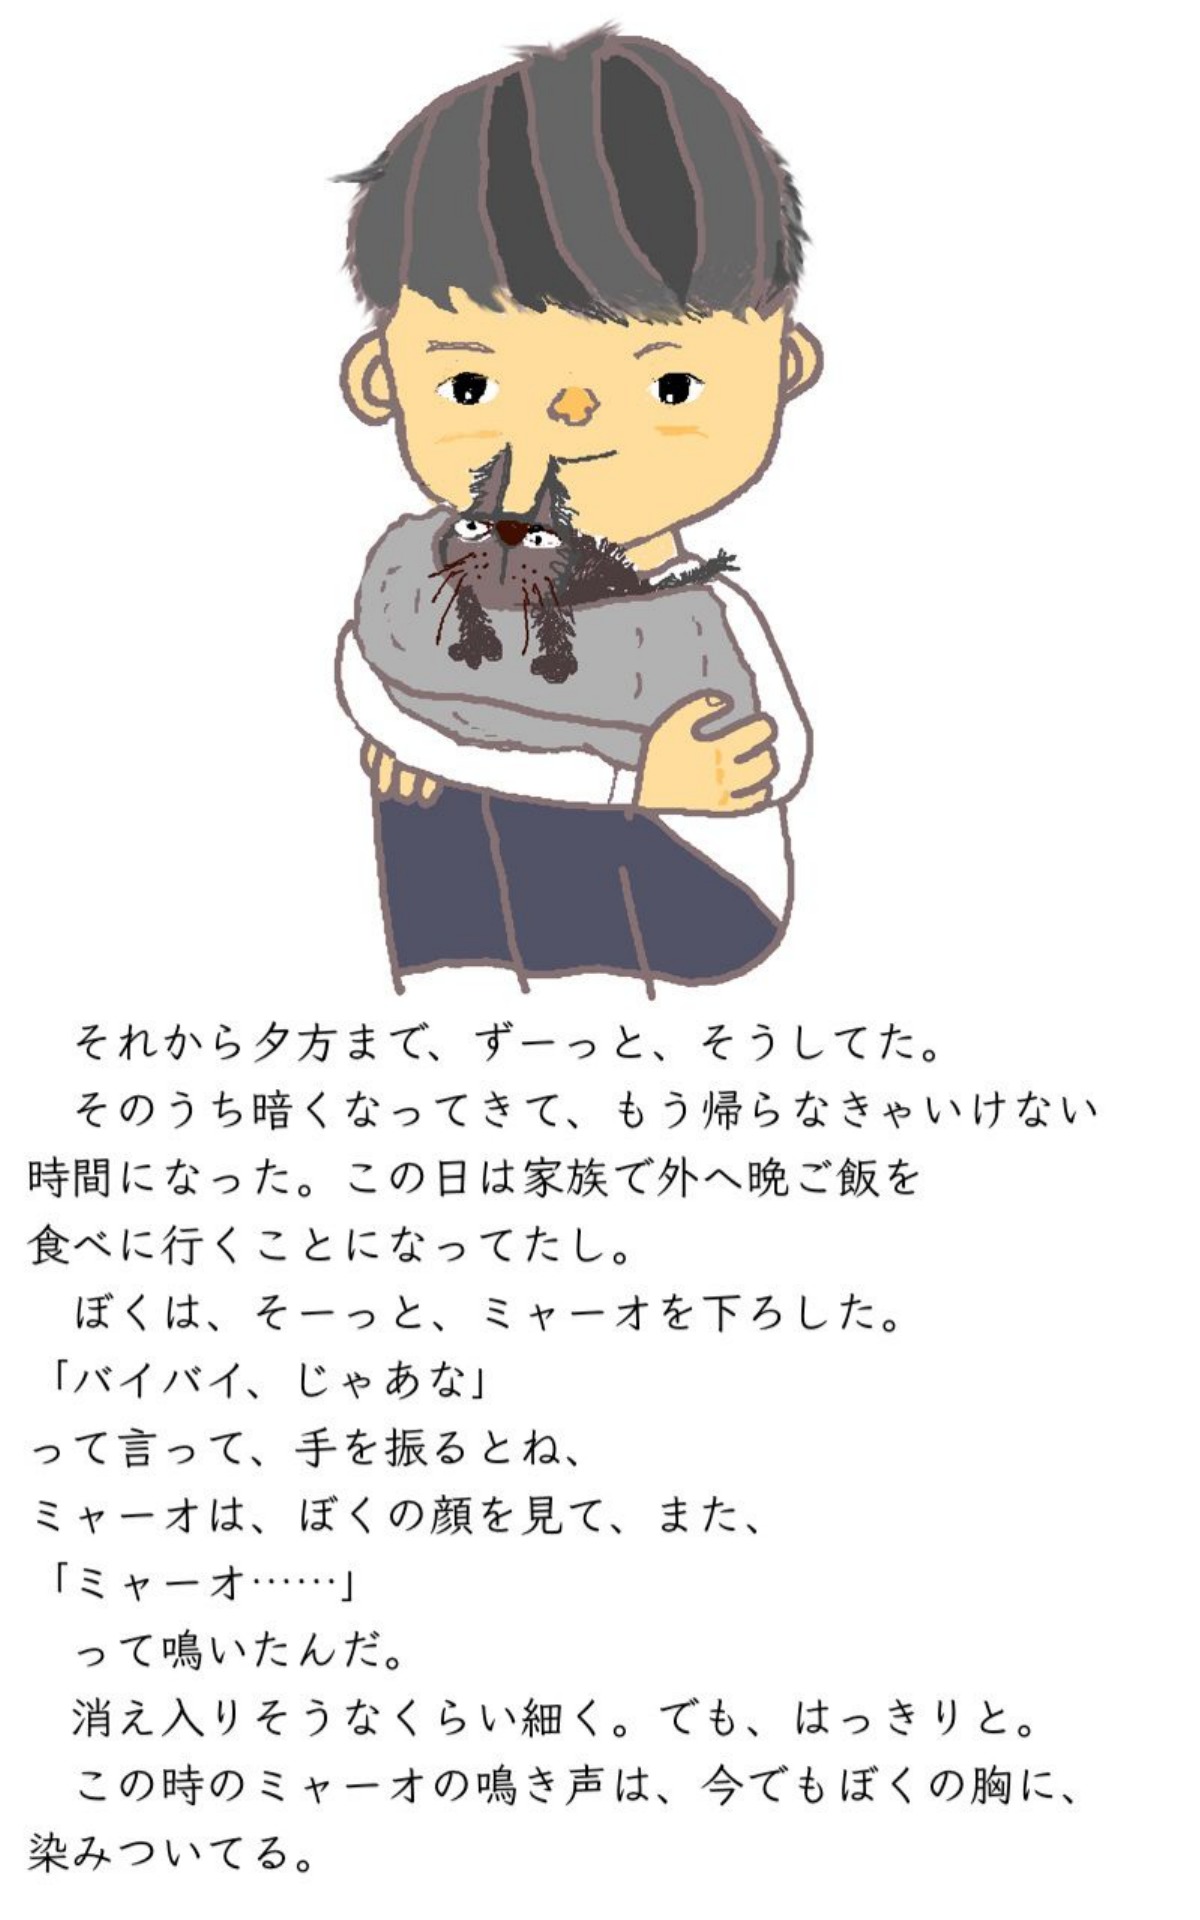 それから夕方まで、ずーっと、そうしてた。
そのうち暗くなってきて、もう帰らなきゃいけない
時間になった。この日は家族で外へ晩ご飯を
食べに行くことになってたし。
ぼくは、そーっと、ミャーオを下ろした。
「バイバイ、じゃあな」
って言って、手を振るとね、
ミャーオは、ぼくの顔を見て、また、
「ミャーオ……」
って鳴いたんだ。
消え入りそうなくらい細く。でも、はっきりと。
この時のミャーオの鳴き声は、今でもぼくの胸に、
染みついてる。